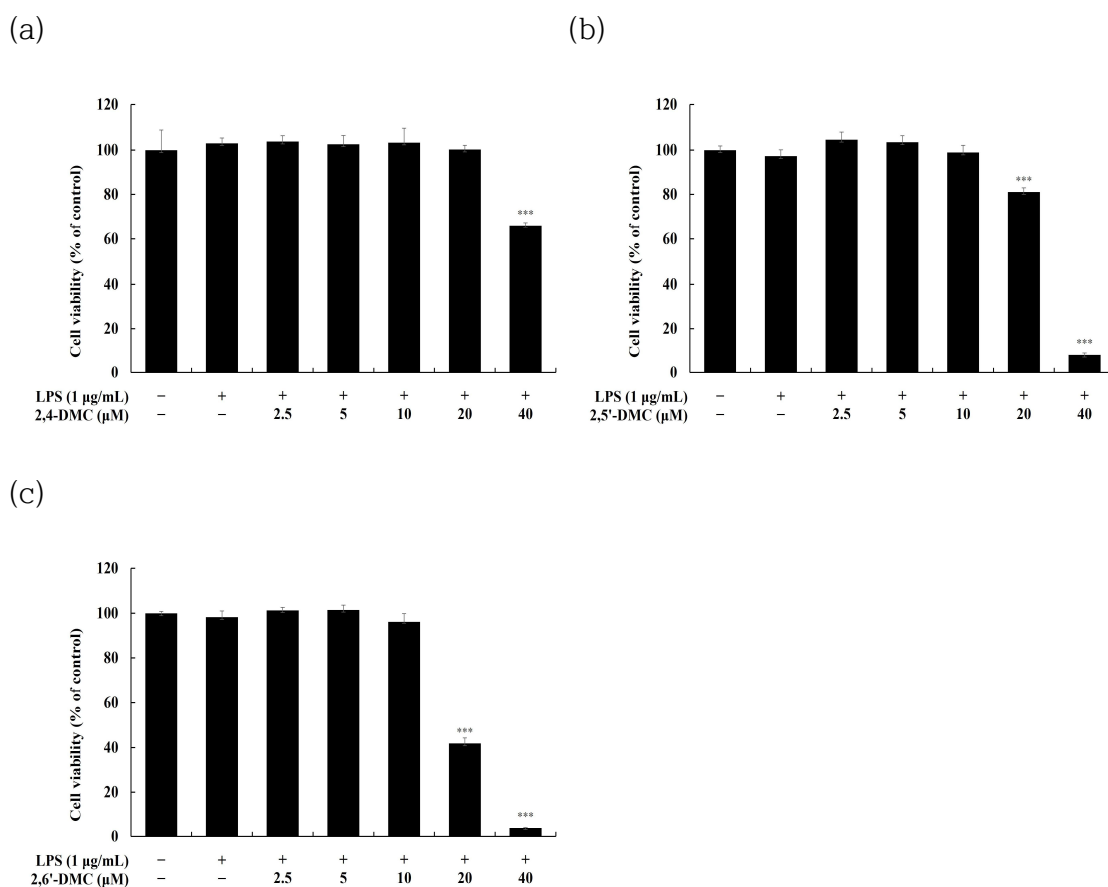 (a)
(b)
Cell viability (% of control)
120
100
80
60
40
20
0
***
LPS (1 μg/mL) – + + + + + +
2,4-DMC (μM) – – 2.5 5 10 20 40
Cell viability (% of control)
120
100
80
60
40
20
0
***
***
LPS (1 μg/mL) – + + + + + +
2,5'-DMC (μM) – – 2.5 5 10 20 40
(c)
Cell viability (% of control)
120
100
80
60
40
20
0
***
***
LPS (1 μg/mL) – + + + + + +
2,6'-DMC (μM) – – 2.5 5 10 20 40